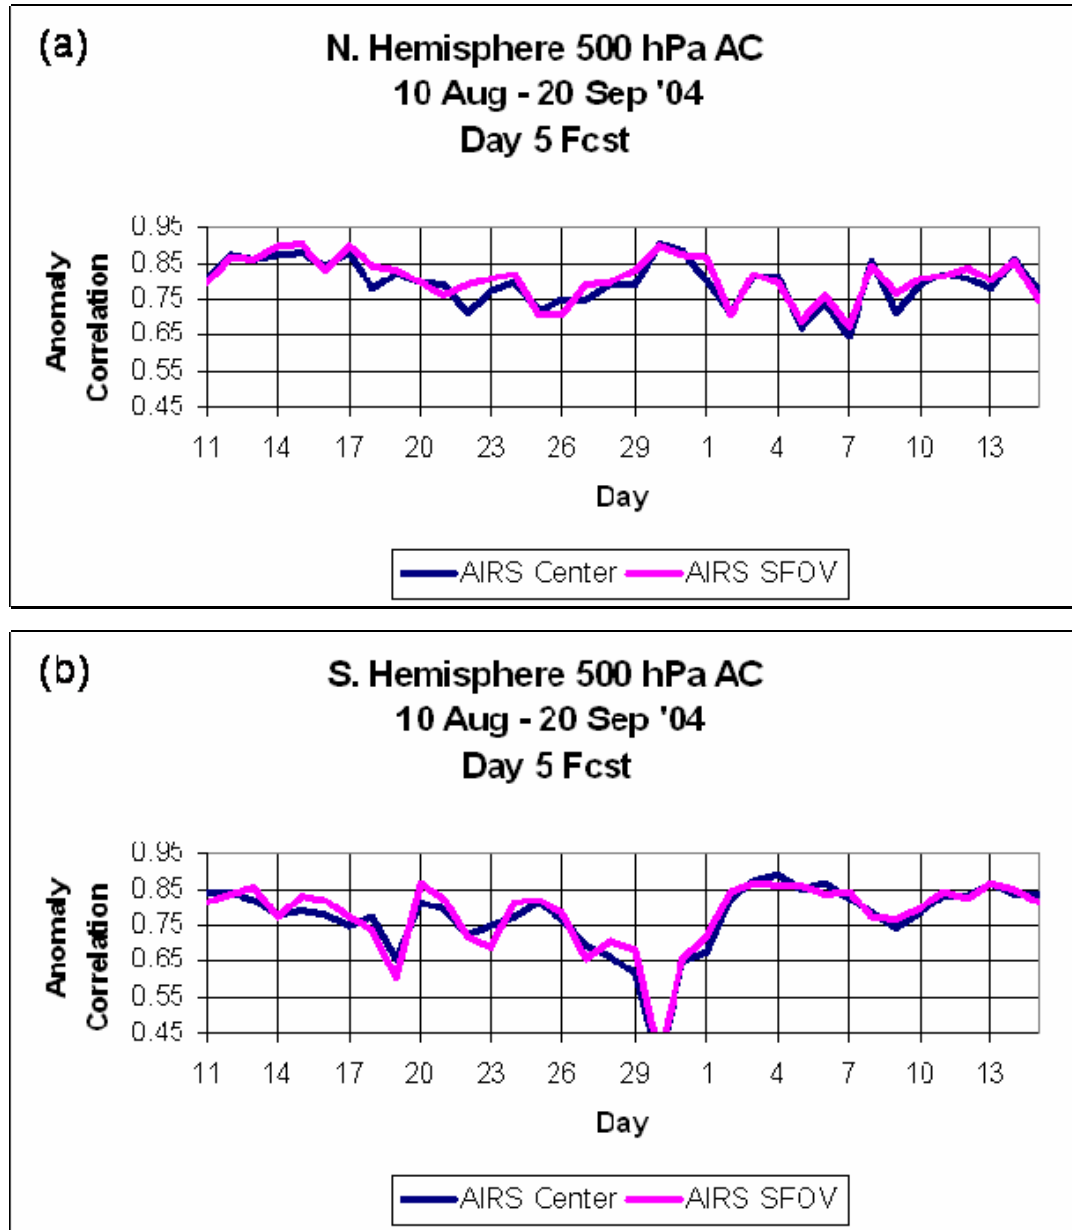 (a)
N. Hemisphere 500 hPa AC
10 Aug - 20 Sep '04
Day 5 Fcst
Anomaly
Correlation
0.95
0.85
0.75
0.65
0.55
0.45
11 14 17 20 23 26 29 1 4 7 10 13
Day
AIRS Center AIRS SFOV
(b)
S. Hemisphere 500 hPa AC
10 Aug - 20 Sep '04
Day 5 Fcst
Anomaly
Correlation
0.95
0.85
0.75
0.65
0.55
0.45
11 14 17 20 23 26 29 1 4 7 10 13
Day
AIRS Center AIRS SFOV